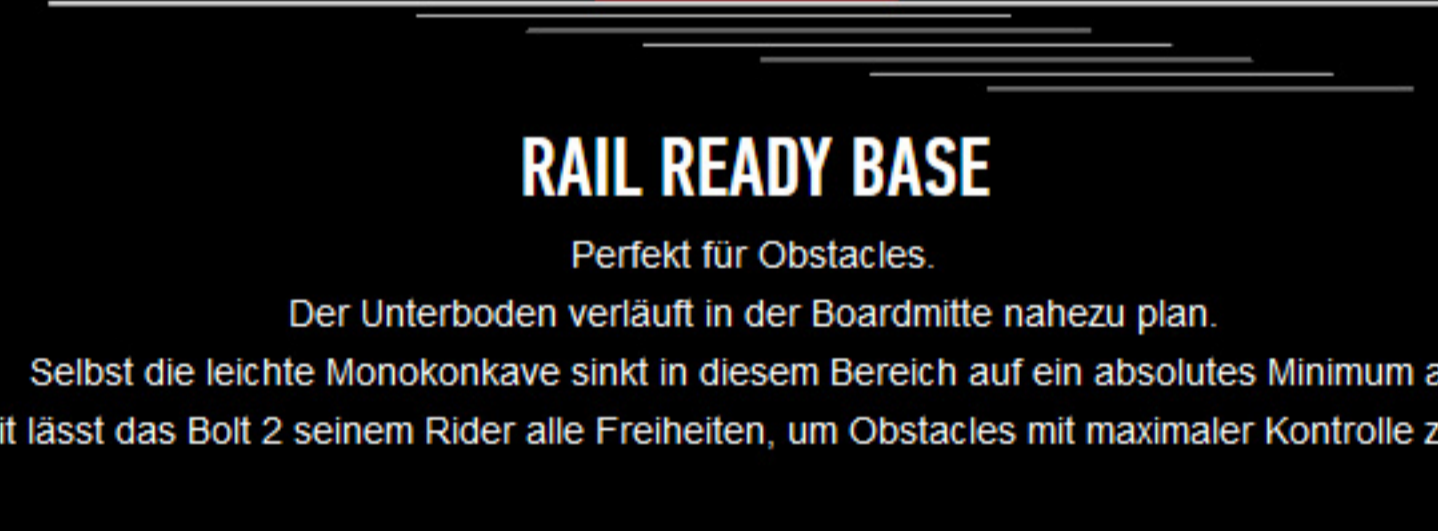 RAIL READY BASE
Perfekt für Obstacles.
Der Unterboden verläuft in der Boardmitte nahezu plan.
Selbst die leichte Monokonkave sinkt in diesem Bereich auf ein absolutes Minimum
lässt das Bolt 2 seinem Rider alle Freiheiten, um Obstacles mit maximaler Kontrolle